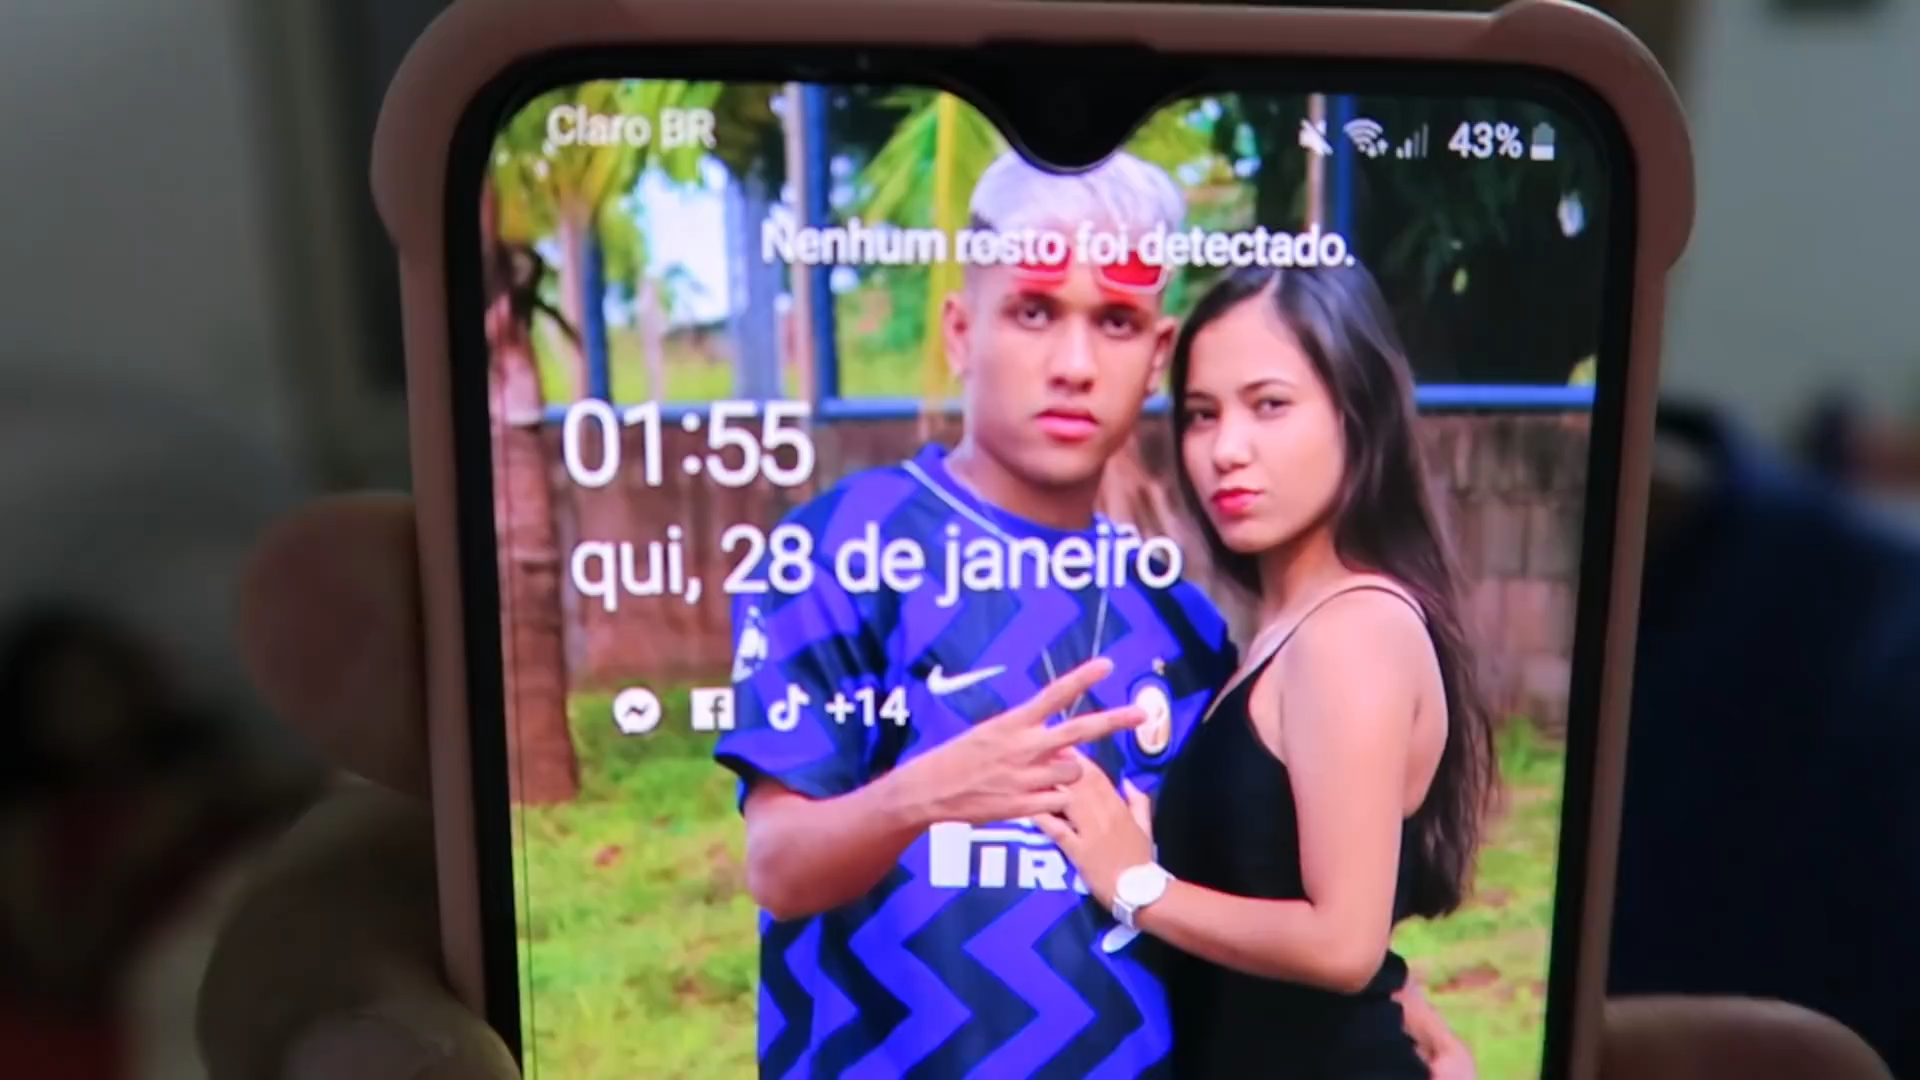 Claro BR
43%
Nenhum rosto foi detectado.
01:55
qui, 28 de janeiro
+14